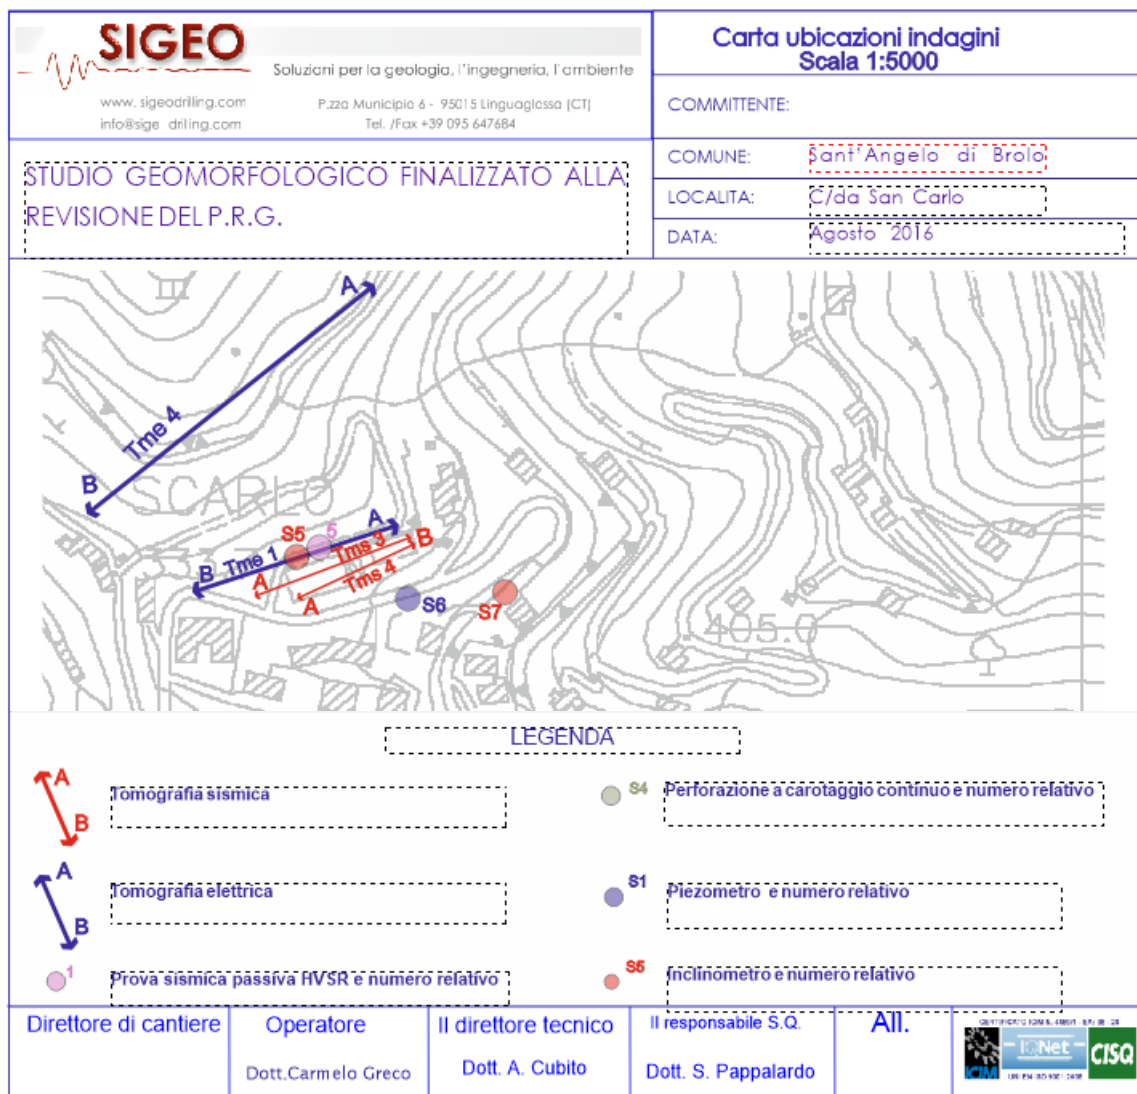 SIGEO
Soluzioni per la geologia, l'ingegneria, l'ambiente
www.sigeodrilling.com
P.zza Municipio 6 - 95015 Linguaglossa (CT)
info@sige driling.com
Tel. /Fax +39 095 647684
Carta ubicazioni indagini
Scala 1:5000
COMMITTENTE:
COMUNE: Sant'Angelo di Brolo
LOCALITA: C/da San Carlo
DATA: Agosto 2016
STUDIO GEOMORFOLOGICO FINALIZZATO ALLA
REVISIONE DEL P.R.G.
A
Tme 4
B
SCARLO
S5
5
A
B
Tme 1
Tms 3
B
A
Tms 4
A
S6
S7
405.0
LEGENDA
A
B
Tomografia sismica
S4
Perforazione a carotaggio continuo e numero relativo
A
B
Tomografia elettrica
S1
Piezometro e numero relativo
1
Prova sismica passiva HVSR e numero relativo
S5
Inclinometro e numero relativo
Direttore di cantiere
Operatore
Dott.Carmelo Greco
Il direttore tecnico
Dott. A. Cubito
Il responsabile S.Q.
Dott. S. Pappalardo
All.
ICIM
IQNet
CISQ